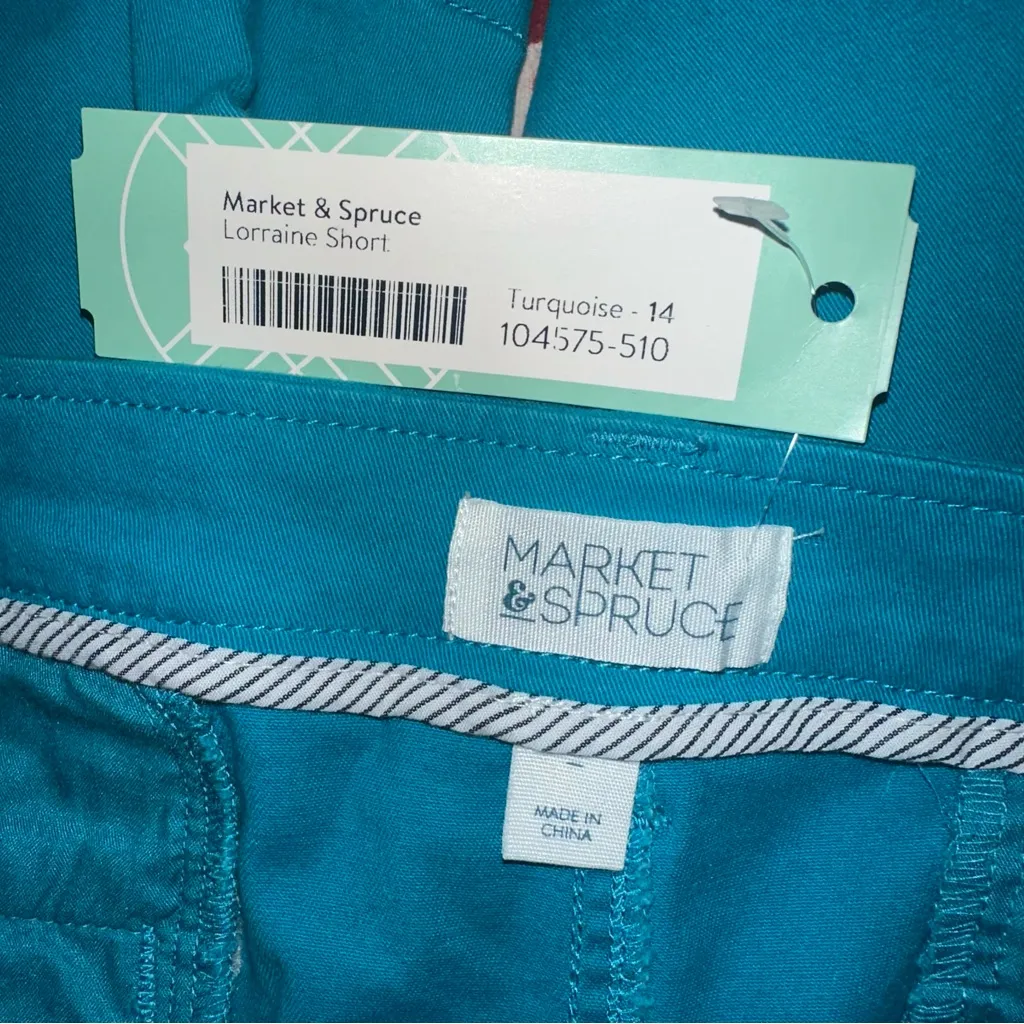 Market & Spruce
Lorraine Short
Turquoise - 14
104575-510
MARKET
& SPRUCE
MADE IN
CHINA